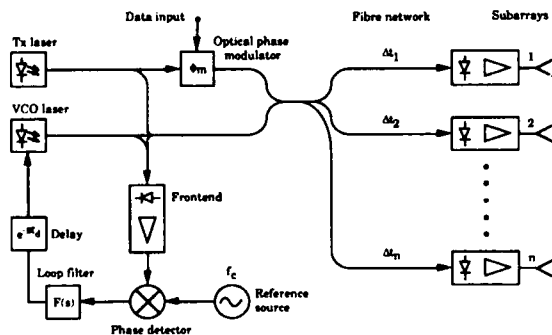 Data input
Fibre network
Subarrays
Tx laser
Optical phase
modulator
Φm
Δt1
1
VCO laser
Δt2
2
Frontend
Delay
Δtn
n
Loop filter
fc
F(s)
Reference
source
Phase detector